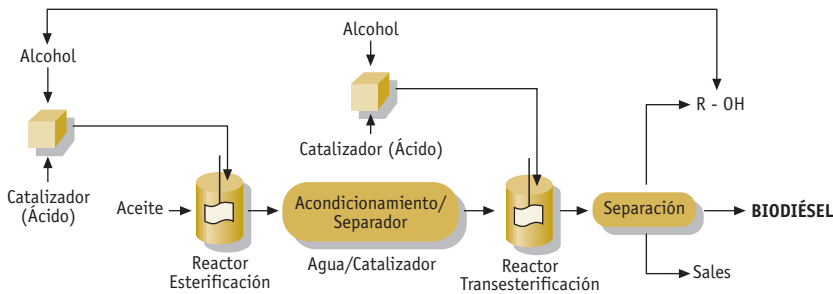 Alcohol
Catalizador
(Ácido)
Aceite
Reactor
Esterificación
Acondicionamiento/
Separador
Agua/Catalizador
Alcohol
Catalizador (Ácido)
Reactor
Transesterificación
Separación
R - OH
BIODIÉSEL
Sales